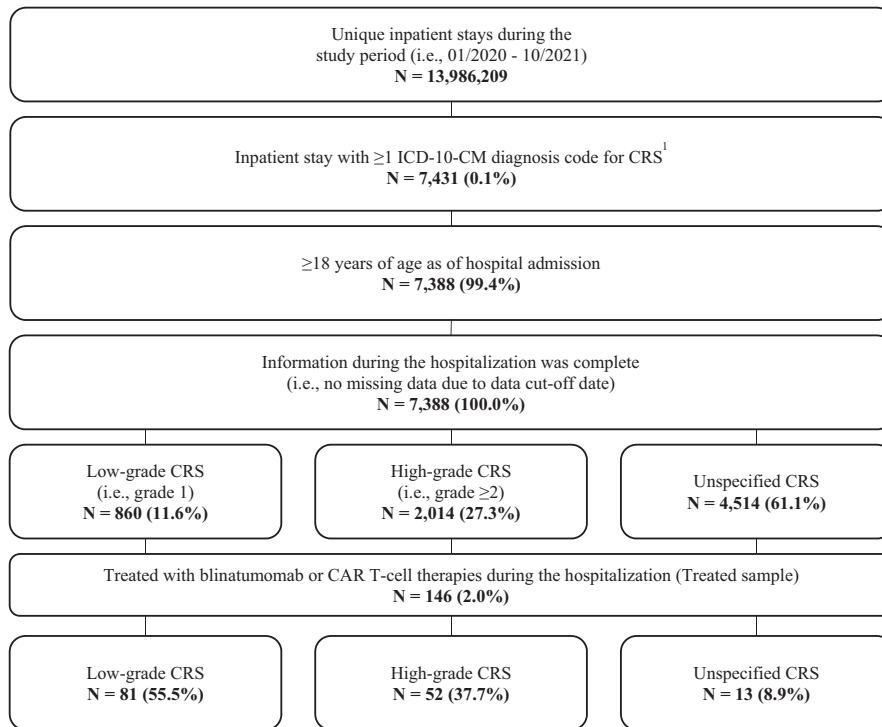 Unique inpatient stays during the
study period (i.e., 01/2020 - 10/2021)
N = 13,986,209
Inpatient stay with ≥1 ICD-10-CM diagnosis code for CRS1
N = 7,431 (0.1%)
≥18 years of age as of hospital admission
N = 7,388 (99.4%)
Information during the hospitalization was complete
(i.e., no missing data due to data cut-off date)
N = 7,388 (100.0%)
Low-grade CRS
(i.e., grade 1)
N = 860 (11.6%)
High-grade CRS
(i.e., grade ≥2)
N = 2,014 (27.3%)
Unspecified CRS
N = 4,514 (61.1%)
Treated with blinatumomab or CAR T-cell therapies during the hospitalization (Treated sample)
N = 146 (2.0%)
Low-grade CRS
N = 81 (55.5%)
High-grade CRS
N = 52 (37.7%)
Unspecified CRS
N = 13 (8.9%)